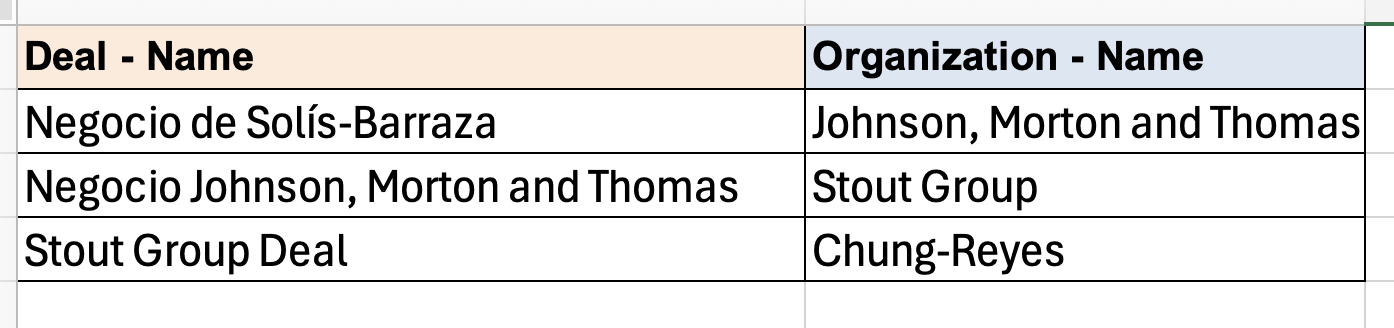 Deal - Name Organization - Name
Negocio de Solís-Barraza Johnson, Morton and Thomas
Negocio Johnson, Morton and Thomas Stout Group
Stout Group Deal Chung-Reyes